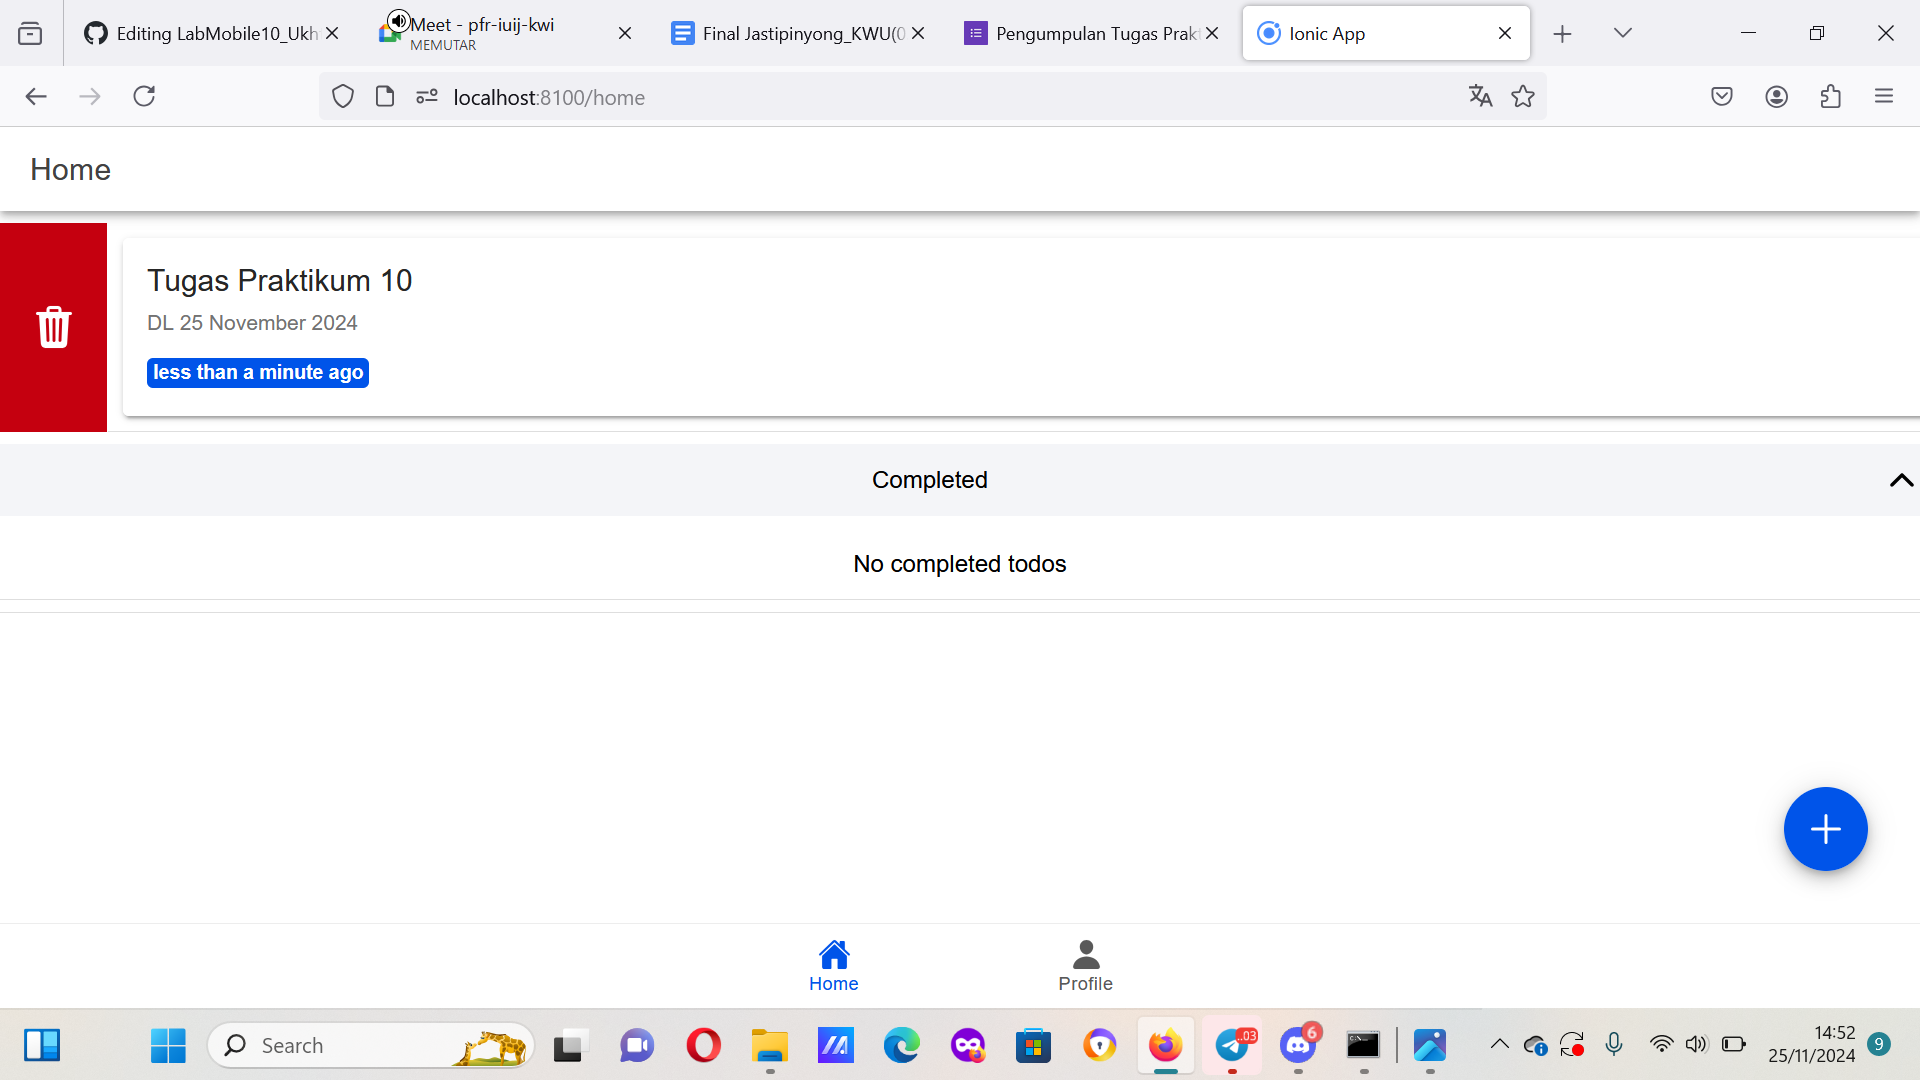 Editing LabMobile10_Ukh
Meet - pfr-iuij-kwi
MEMUTAR
Final Jastipinyong_KWU(0
Pengumpulan Tugas Prak
Ionic App
localhost:8100/home
Home
Tugas Praktikum 10
DL 25 November 2024
less than a minute ago
Completed
No completed todos
Home
Profile
Search
..03
6
14:52
25/11/2024
9